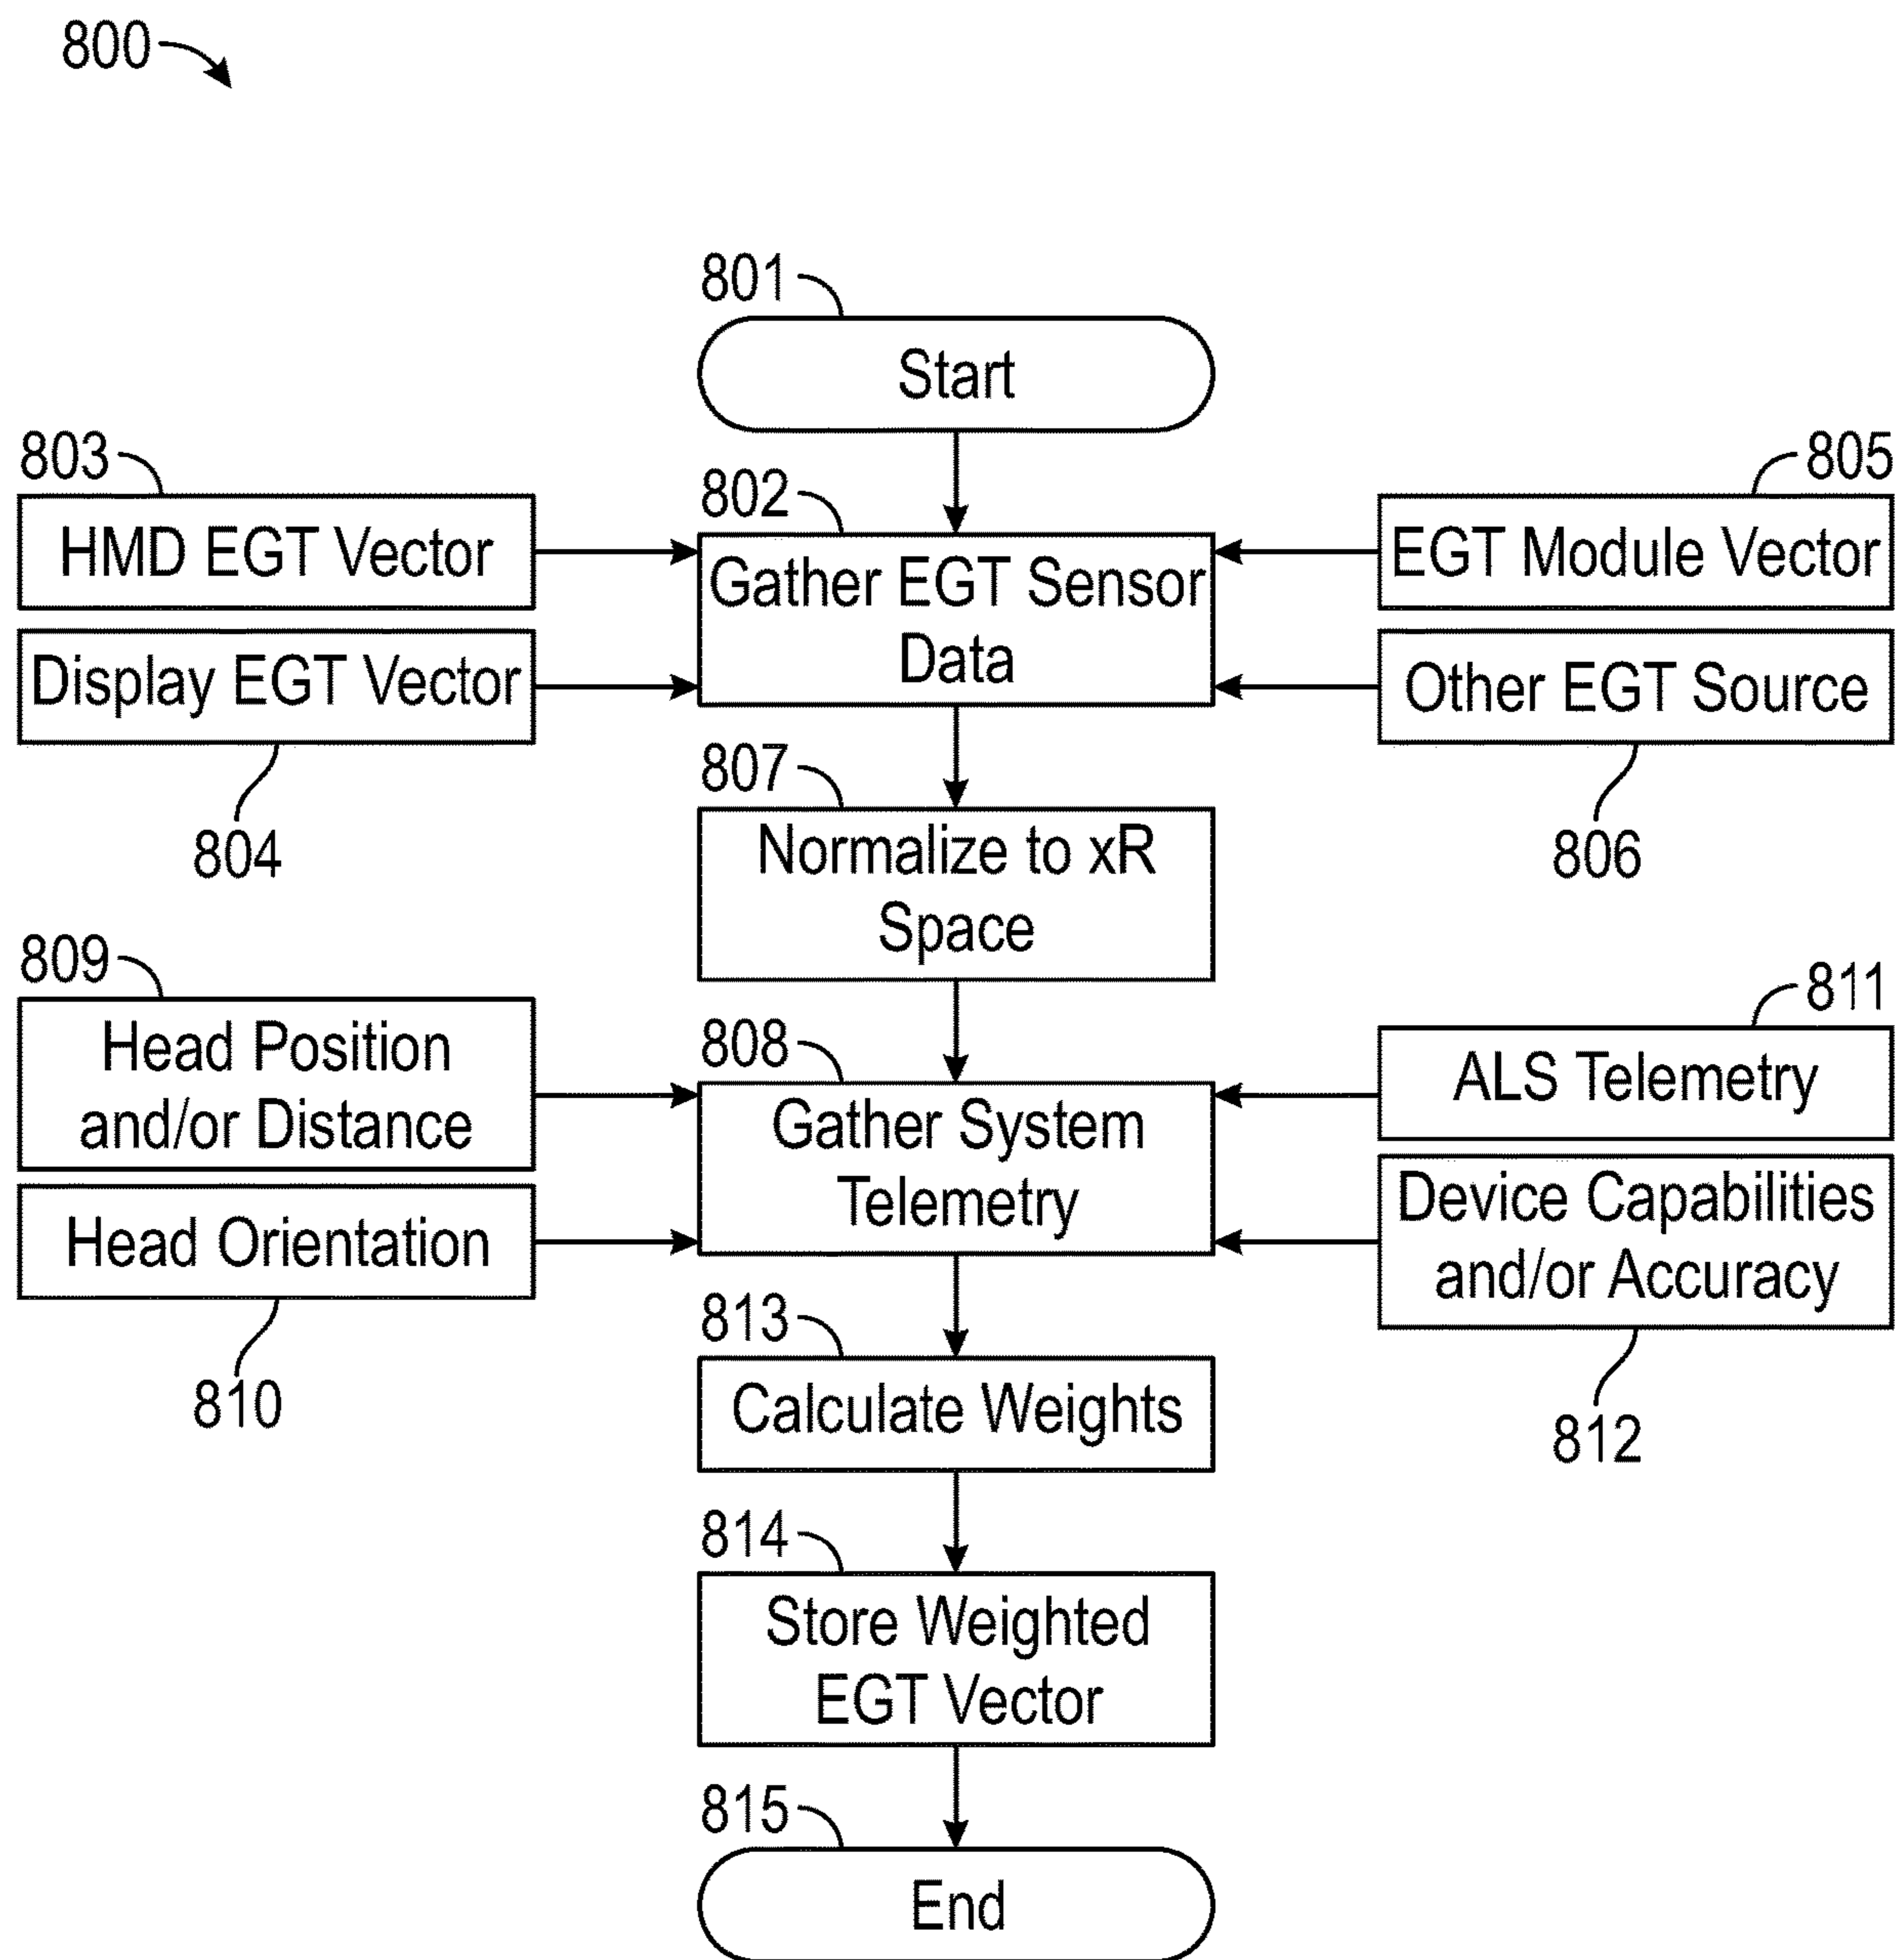 800
801
Start
803
HMD EGT Vector
802
Gather EGT Sensor
Data
805
EGT Module Vector
Display EGT Vector
804
Other EGT Source
806
807
Normalize to xR
Space
809
Head Position
and/or Distance
808
Gather System
Telemetry
811
ALS Telemetry
Head Orientation
810
Device Capabilities
and/or Accuracy
812
813
Calculate Weights
814
Store Weighted
EGT Vector
815
End